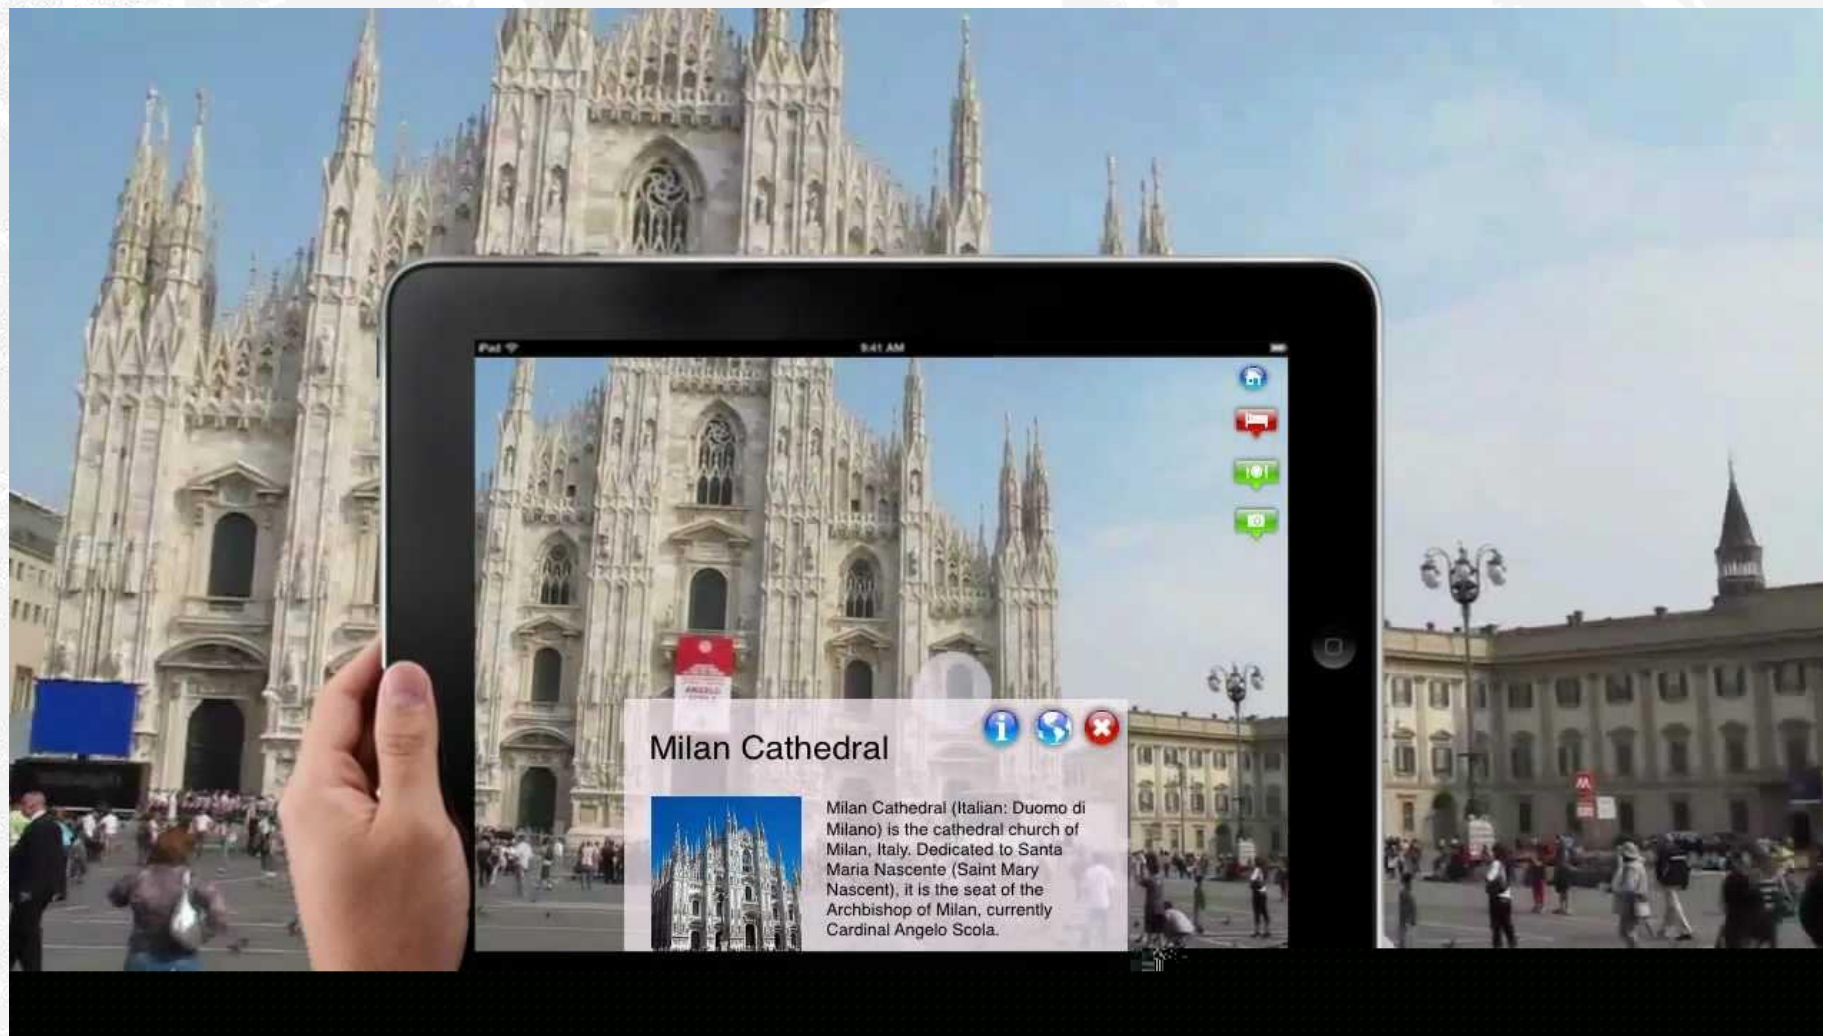 iPad
9:41 AM
ANGELO
M
Milan Cathedral
Milan Cathedral (Italian: Duomo di
Milano) is the cathedral church of
Milan, Italy. Dedicated to Santa
Maria Nascente (Saint Mary
Nascent), it is the seat of the
Archbishop of Milan, currently
Cardinal Angelo Scola.